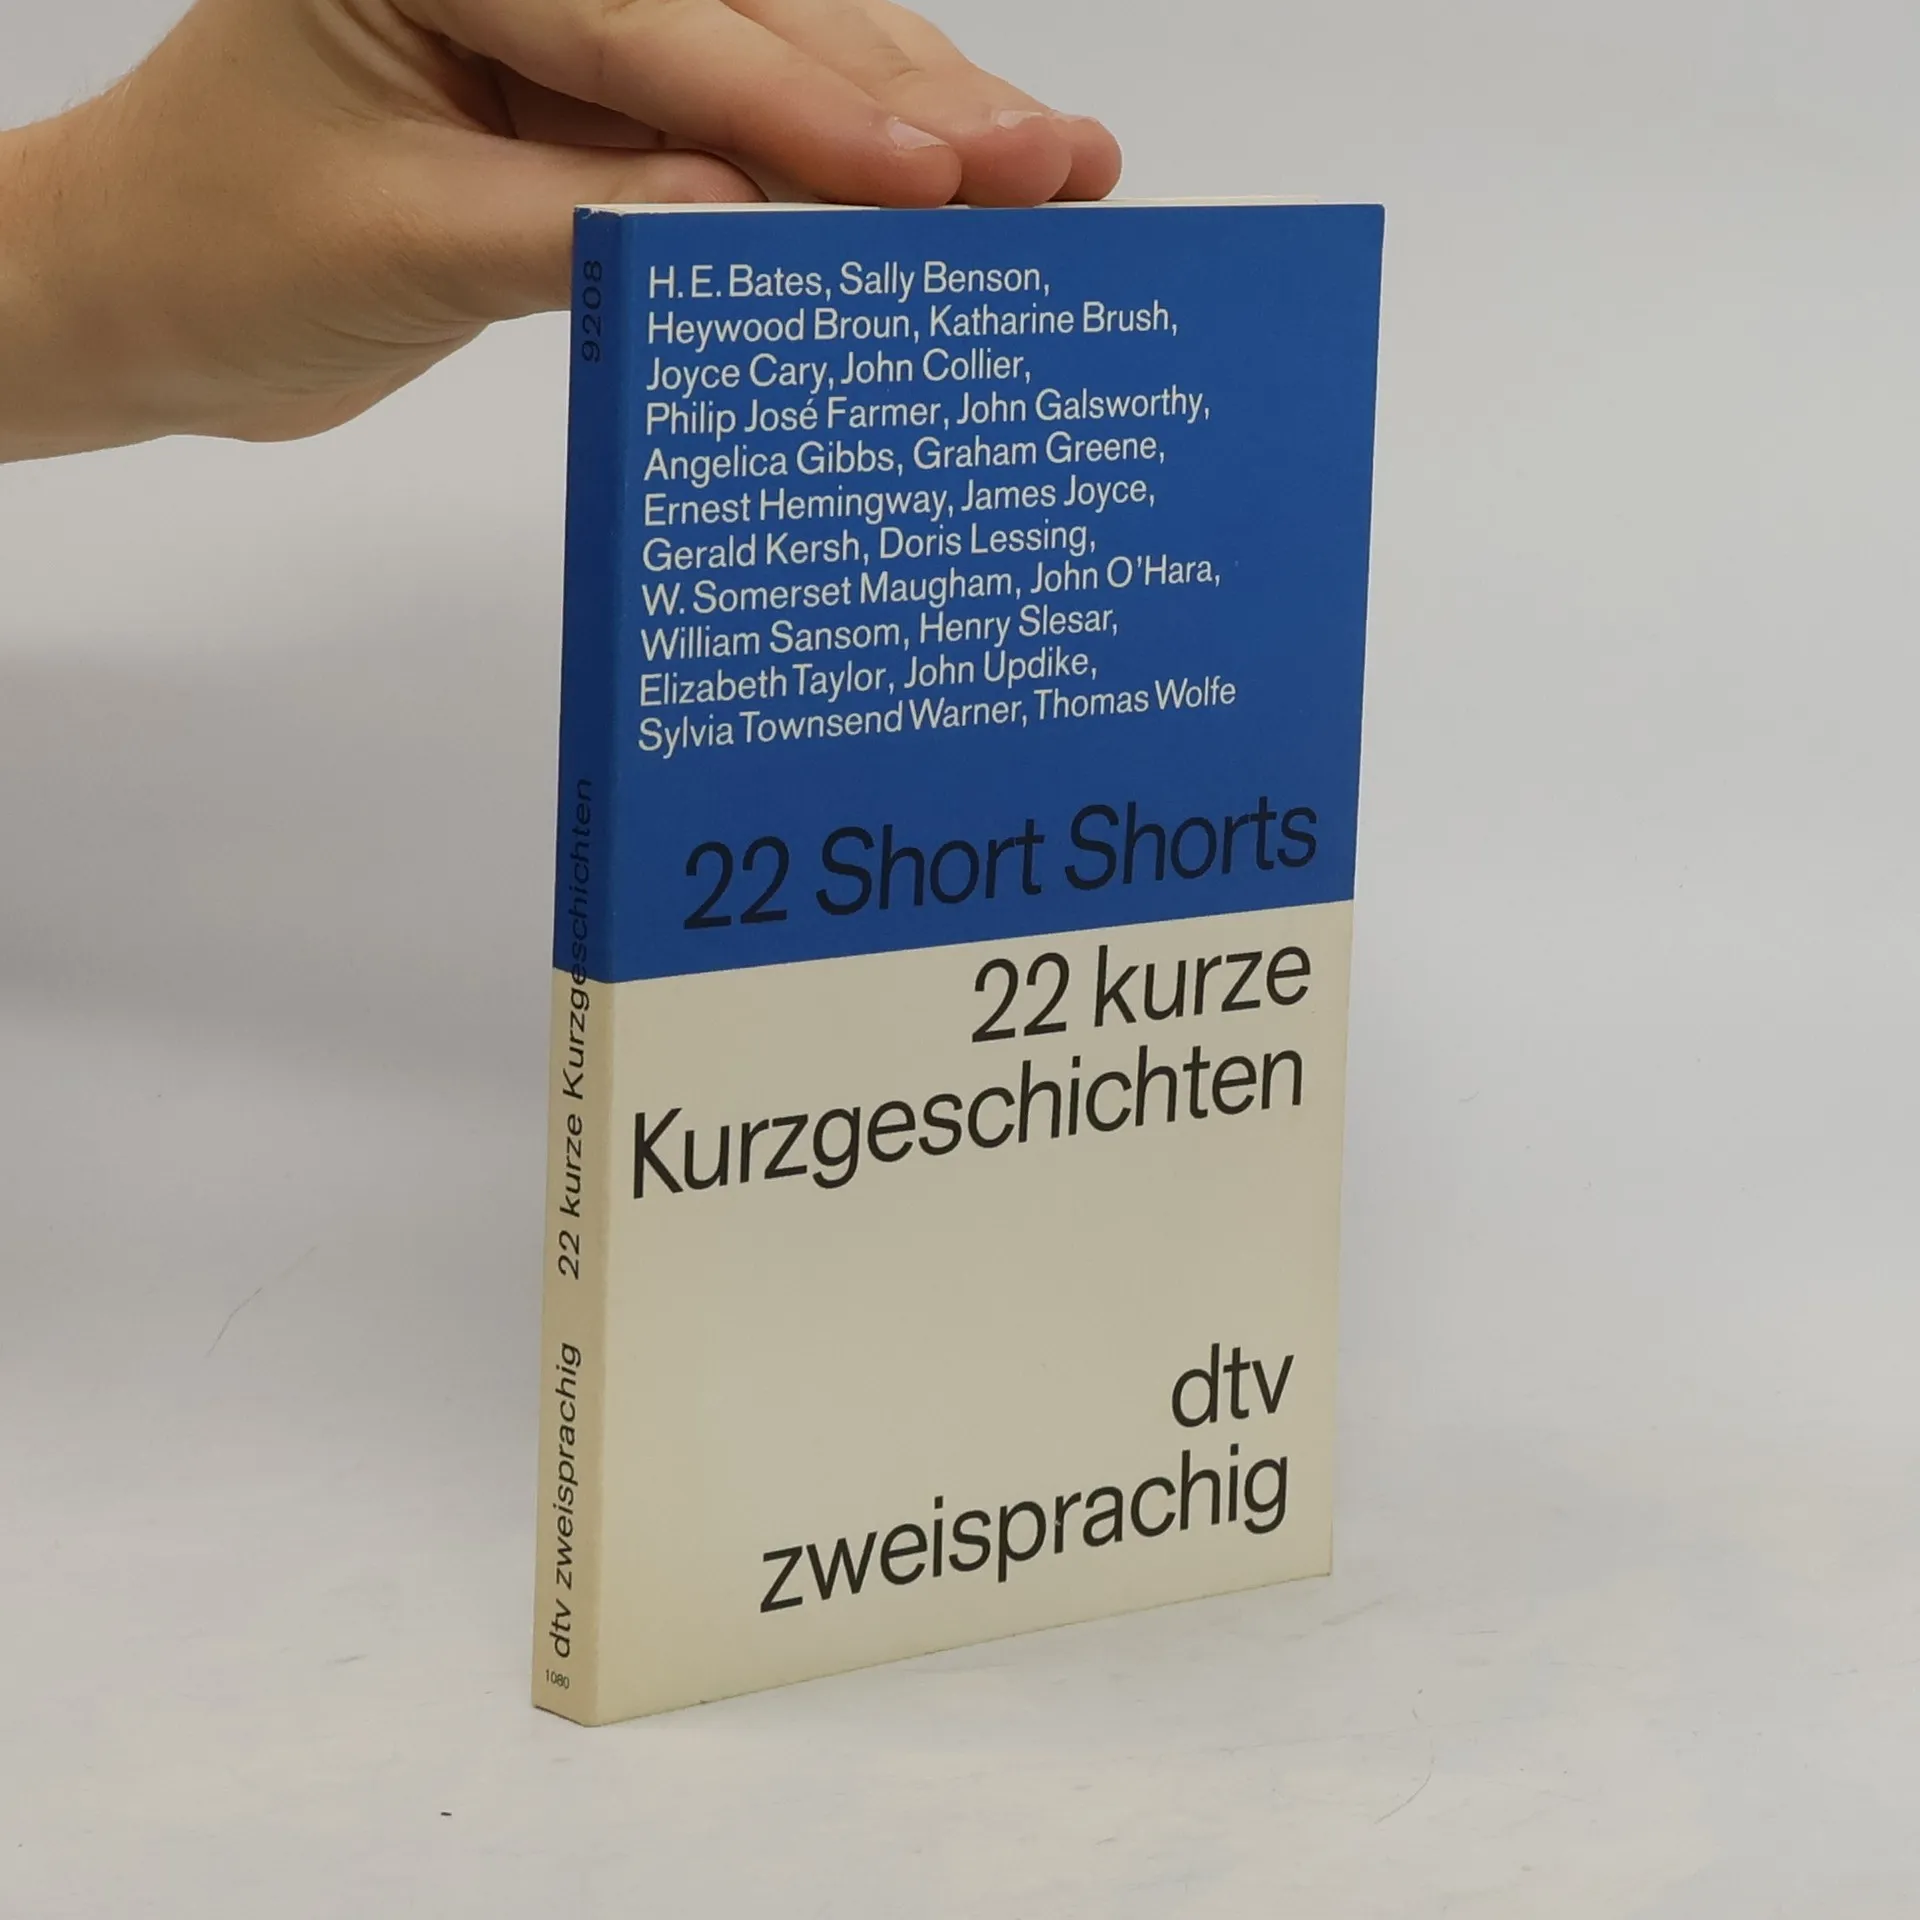 H. E. Bates, Sally Benson,
Heywood Broun, Katharine Brush,
Joyce Cary, John Collier,
Philip José Farmer, John Galsworthy,
Angelica Gibbs, Graham Greene,
Ernest Hemingway, James Joyce,
Gerald Kersh, Doris Lessing,
W. Somerset Maugham, John O'Hara,
William Sansom, Henry Slesar,
Elizabeth Taylor, John Updike,
Sylvia Townsend Warner, Thomas Wolfe
22 Short Shorts
22 kurze
Kurzgeschichten
dtv
zweisprachig
9208
22 kurze Kurzgeschichten
dtv zweisprachig
1080